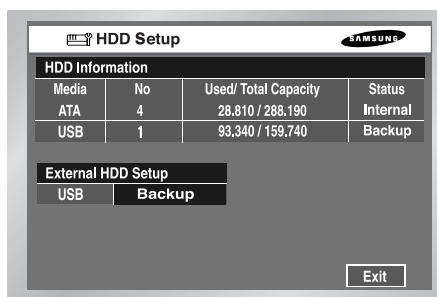 HDD Setup
SAMSUNG
HDD Information
Media No Used/ Total Capacity Status
ATA 4 28.810 / 288.190 Internal
USB 1 93.340 / 159.740 Backup
External HDD Setup
USB Backup
Exit